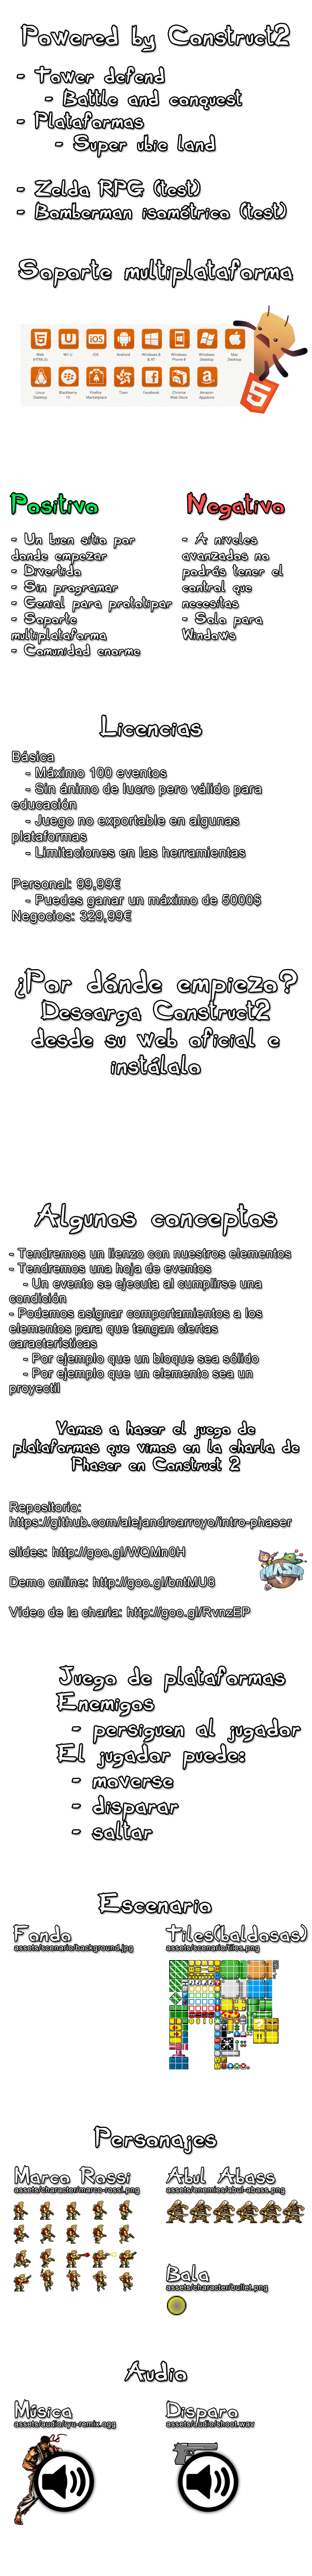 Powered by Construct2
- Tower defend
- Battle and conquest
- Plataformas
- Super ubie land
- Zelda RPG (test)
- Bomberman isométrico (test)
Soporte multiplataforma
Web (HTML5)
Wii U
iOS
Android
Windows 8 & RT
Windows Phone 8
Windows Desktop
Mac Desktop
Linux Desktop
Blackberry 10
Firefox Marketplace
Tizen
Facebook
Chrome Web Store
Amazon Appstore
Positivo
- Un buen sitio por
donde empezar
- Divertido
- Sin programar
- Genial para prototipar
- Soporte
multiplataforma
- Comunidad enorme
Negativo
- A niveles
avanzados no
podrás tener el
control que
necesitas
- Solo para
Windows
Licencias
Básica
- Máximo 100 eventos
- Sin ánimo de lucro pero válido para
educación
- Juego no exportable en algunas
plataformas
- Limitaciones en las herramientas
Personal: 99,99€
- Puedes ganar un máximo de 5000$
Negocios: 329,99€
¿Por dónde empiezo?
Descarga Construct2
desde su web oficial e
instálalo
Algunos conceptos
- Tendremos un lienzo con nuestros elementos
- Tendremos una hoja de eventos
- Un evento se ejecuta al cumplirse una
condición
- Podemos asignar comportamientos a los
elementos para que tengan ciertas
características
- Por ejemplo que un bloque sea sólido
- Por ejemplo que un elemento sea un
proyectil
Vamos a hacer el juego de
plataformas que vimos en la charla de
Phaser en Construct 2
Repositorio:
https://github.com/alejandroarroyo/intro-phaser
slides: http://goo.gl/WQMn0H
PHASER
Demo online: http://goo.gl/bntMU8
Vídeo de la charla: http://goo.gl/RvnzEP
Juego de plataformas
Enemigos
- persiguen al jugador
El jugador puede:
- moverse
- disparar
- saltar
Escenario
Fondo
assets/scenario/background.jpg
Tiles(baldosas)
assets/scenario/tiles.png
Personajes
Marco Rossi
assets/character/marco-rossi.png
Abul Abass
assets/enemies/abul-abass.png
Bala
assets/character/bullet.png
Audio
Música
assets/audio/ryu-remix.ogg
Disparo
assets/audio/shoot.wav